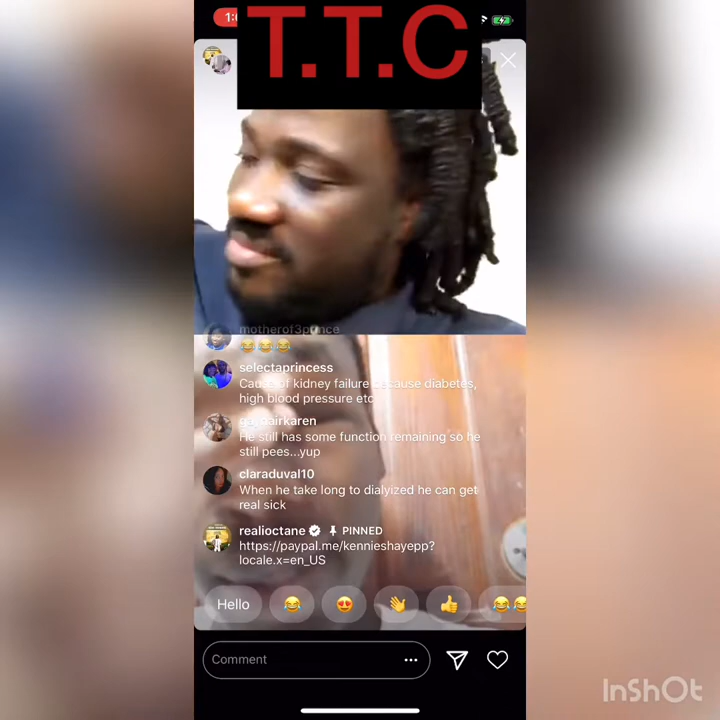 T.T.C
motherof3prince
😂😂😂
selectaprincess
Cause of kidney failure because diabetes,
high blood pressure etc
He still has some function remaining so he
still pees...yup
claraduval10
When he take long to dialyized he can get
real sick
realioctane PINNED
https://paypal.me/kennieshayepp?
locale.x=en_US
Hello 😂 😍 👋 👍 😂😂
Comment
InShOt